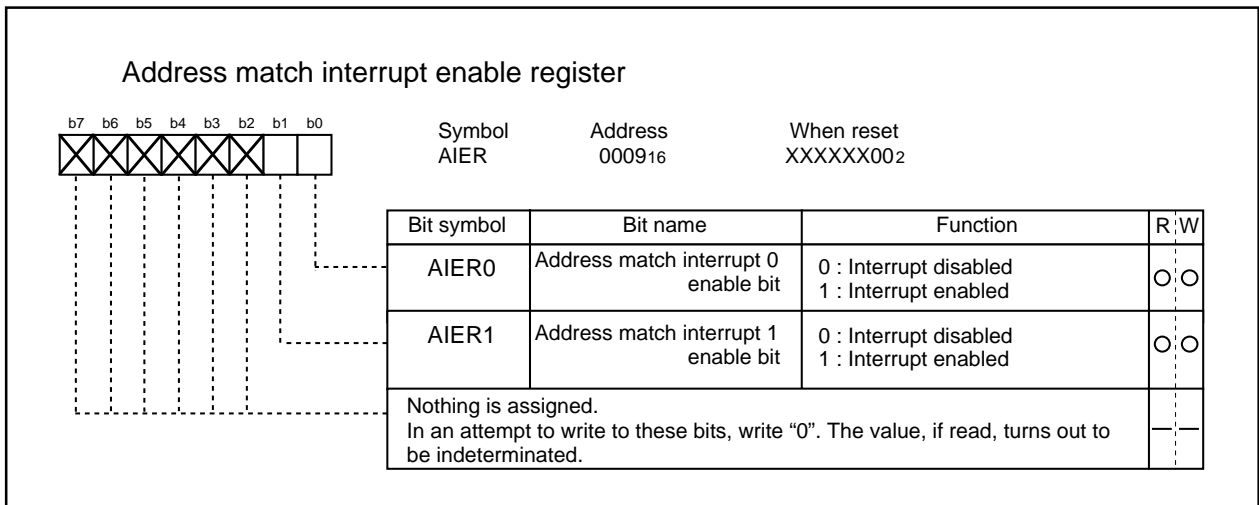 Address match interrupt enable register
b7 b6 b5 b4 b3 b2 b1 b0
Symbol Address When reset
AIER 000916 XXXXXX002
Bit symbol Bit name Function R W
AIER0 Address match interrupt 0 enable bit 0 : Interrupt disabled
1 : Interrupt enabled
AIER1 Address match interrupt 1 enable bit 0 : Interrupt disabled
1 : Interrupt enabled
Nothing is assigned.
In an attempt to write to these bits, write “0”. The value, if read, turns out to
be indeterminated.